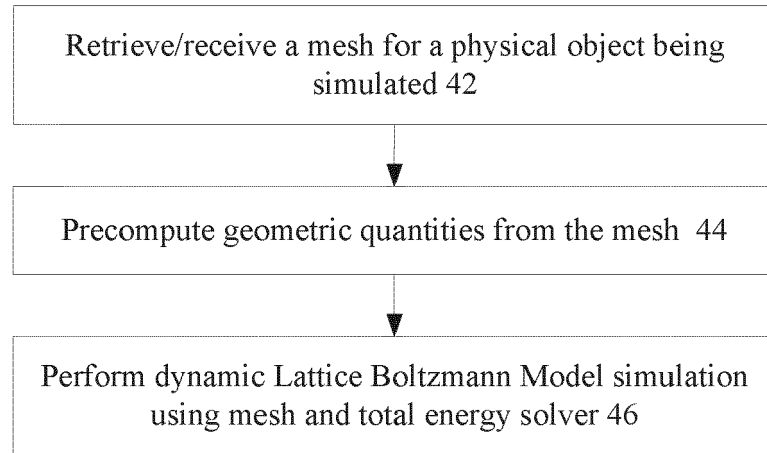 Retrieve/receive a mesh for a physical object being
simulated 42
Precompute geometric quantities from the mesh 44
Perform dynamic Lattice Boltzmann Model simulation
using mesh and total energy solver 46